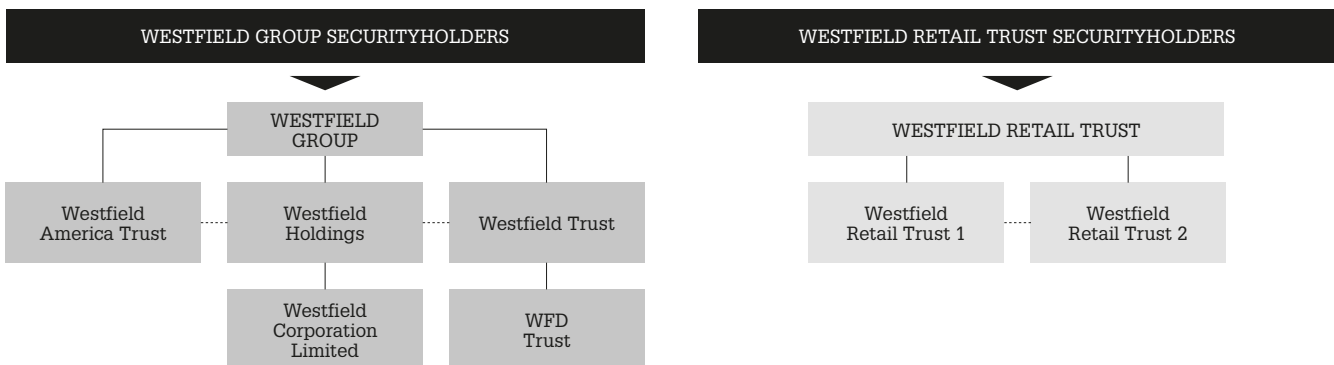 WESTFIELD GROUP SECURITYHOLDERS
WESTFIELD
GROUP
Westfield
America Trust
Westfield
Holdings
Westfield Trust
Westfield
Corporation
Limited
WFD
Trust
WESTFIELD RETAIL TRUST SECURITYHOLDERS
WESTFIELD RETAIL TRUST
Westfield
Retail Trust 1
Westfield
Retail Trust 2